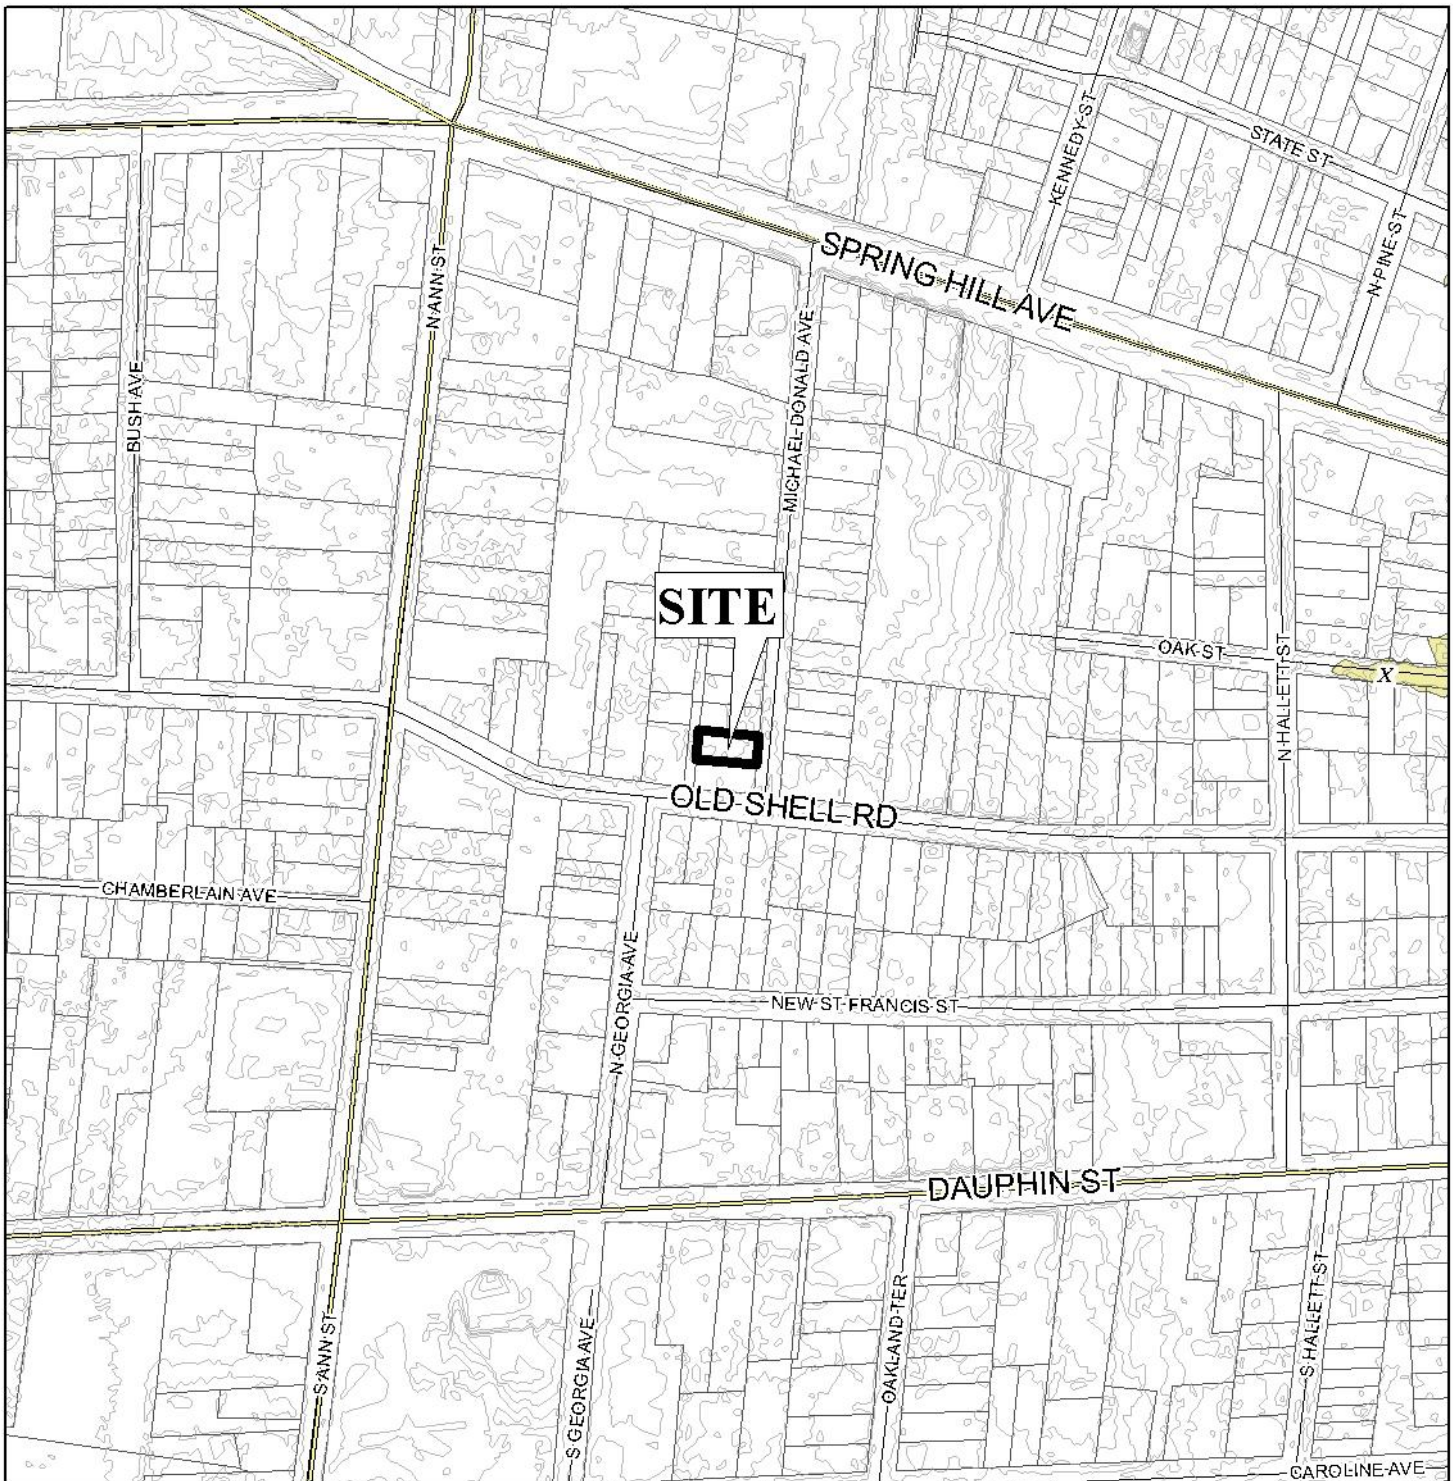 STATE ST
KENNEDY ST
N PINE ST
SPRING HILL AVE
N ANN ST
MICHAEL DONALD AVE
BUSH AVE
SITE
OAK ST
N HALLETT ST
X
OLD SHELL RD
CHAMBERLAIN AVE
N GEORGIA AVE
NEW ST FRANCIS ST
DAUPHIN ST
S ANN ST
S GEORGIA AVE
OAKLAND TER
S HALLETT ST
CAROLINE AVE